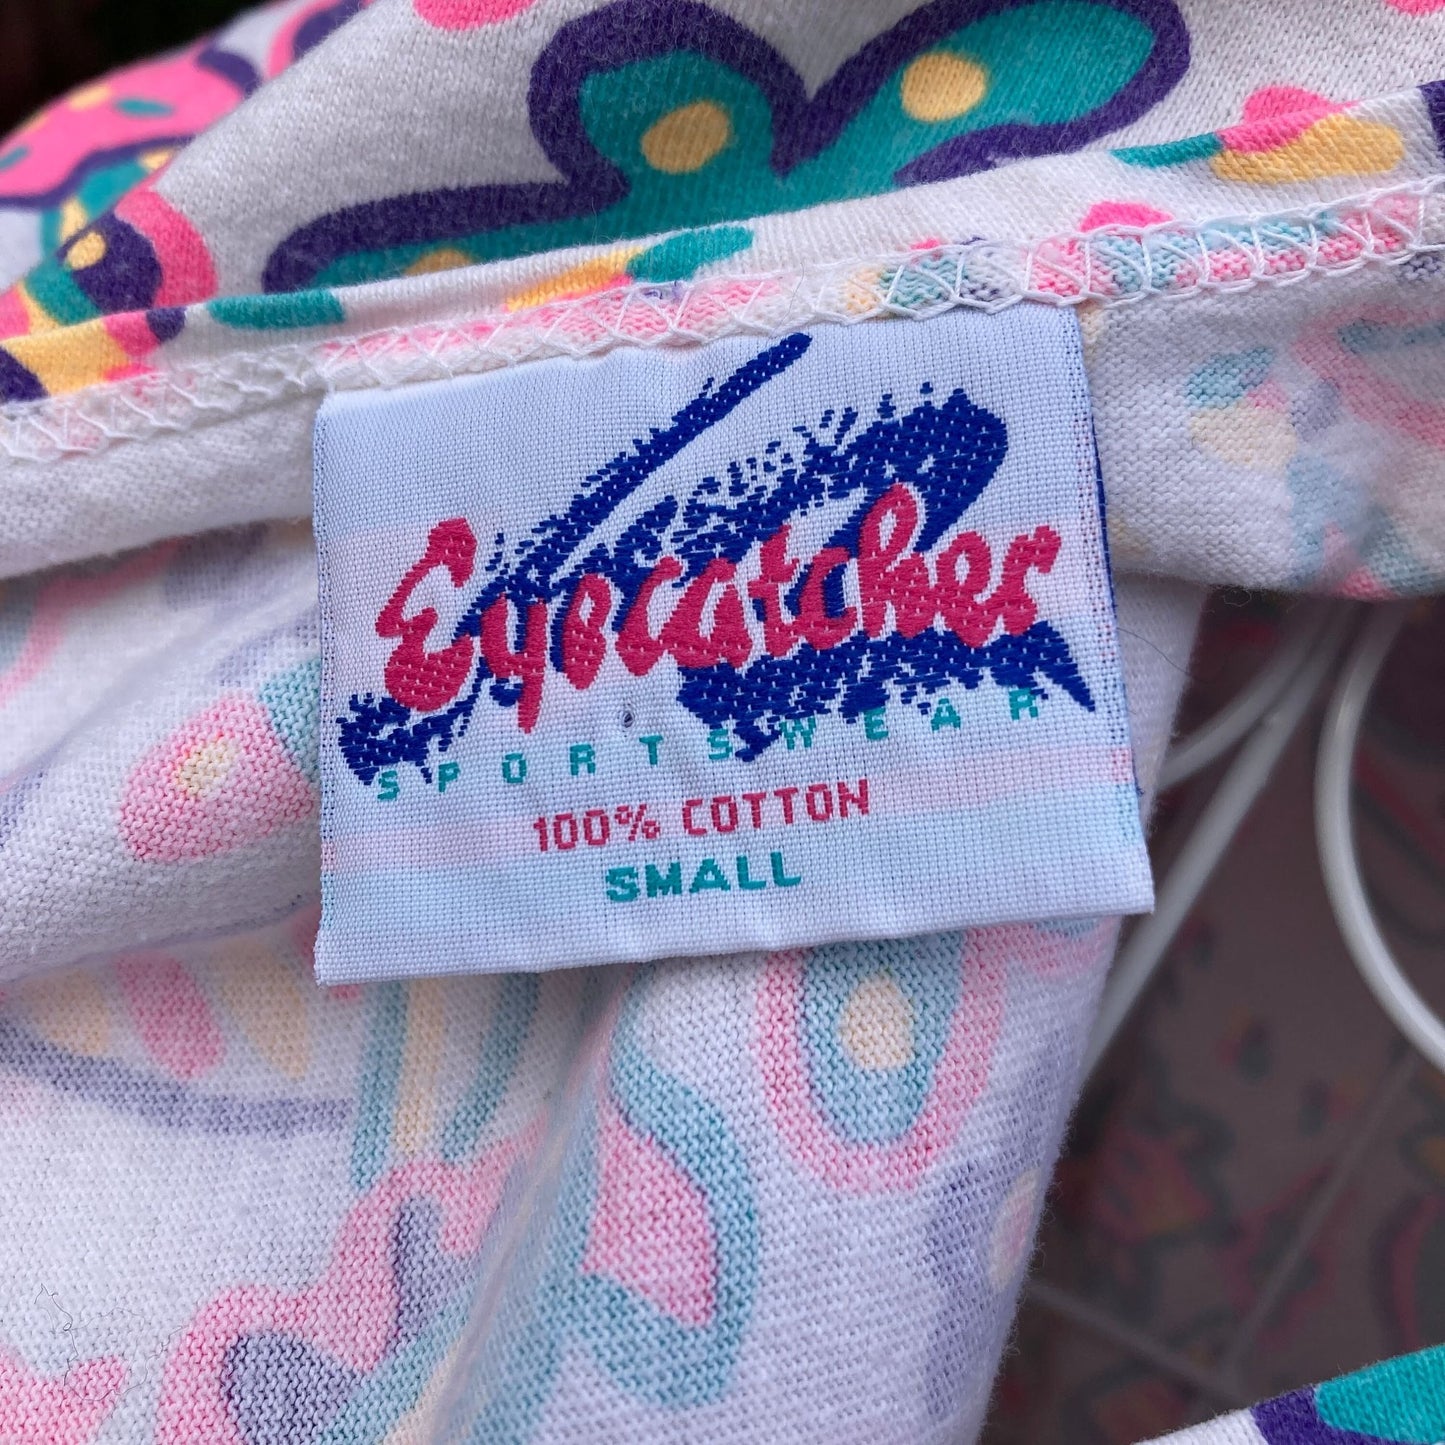 Eyecatcher
SPORTSWEAR
100% COTTON
SMALL